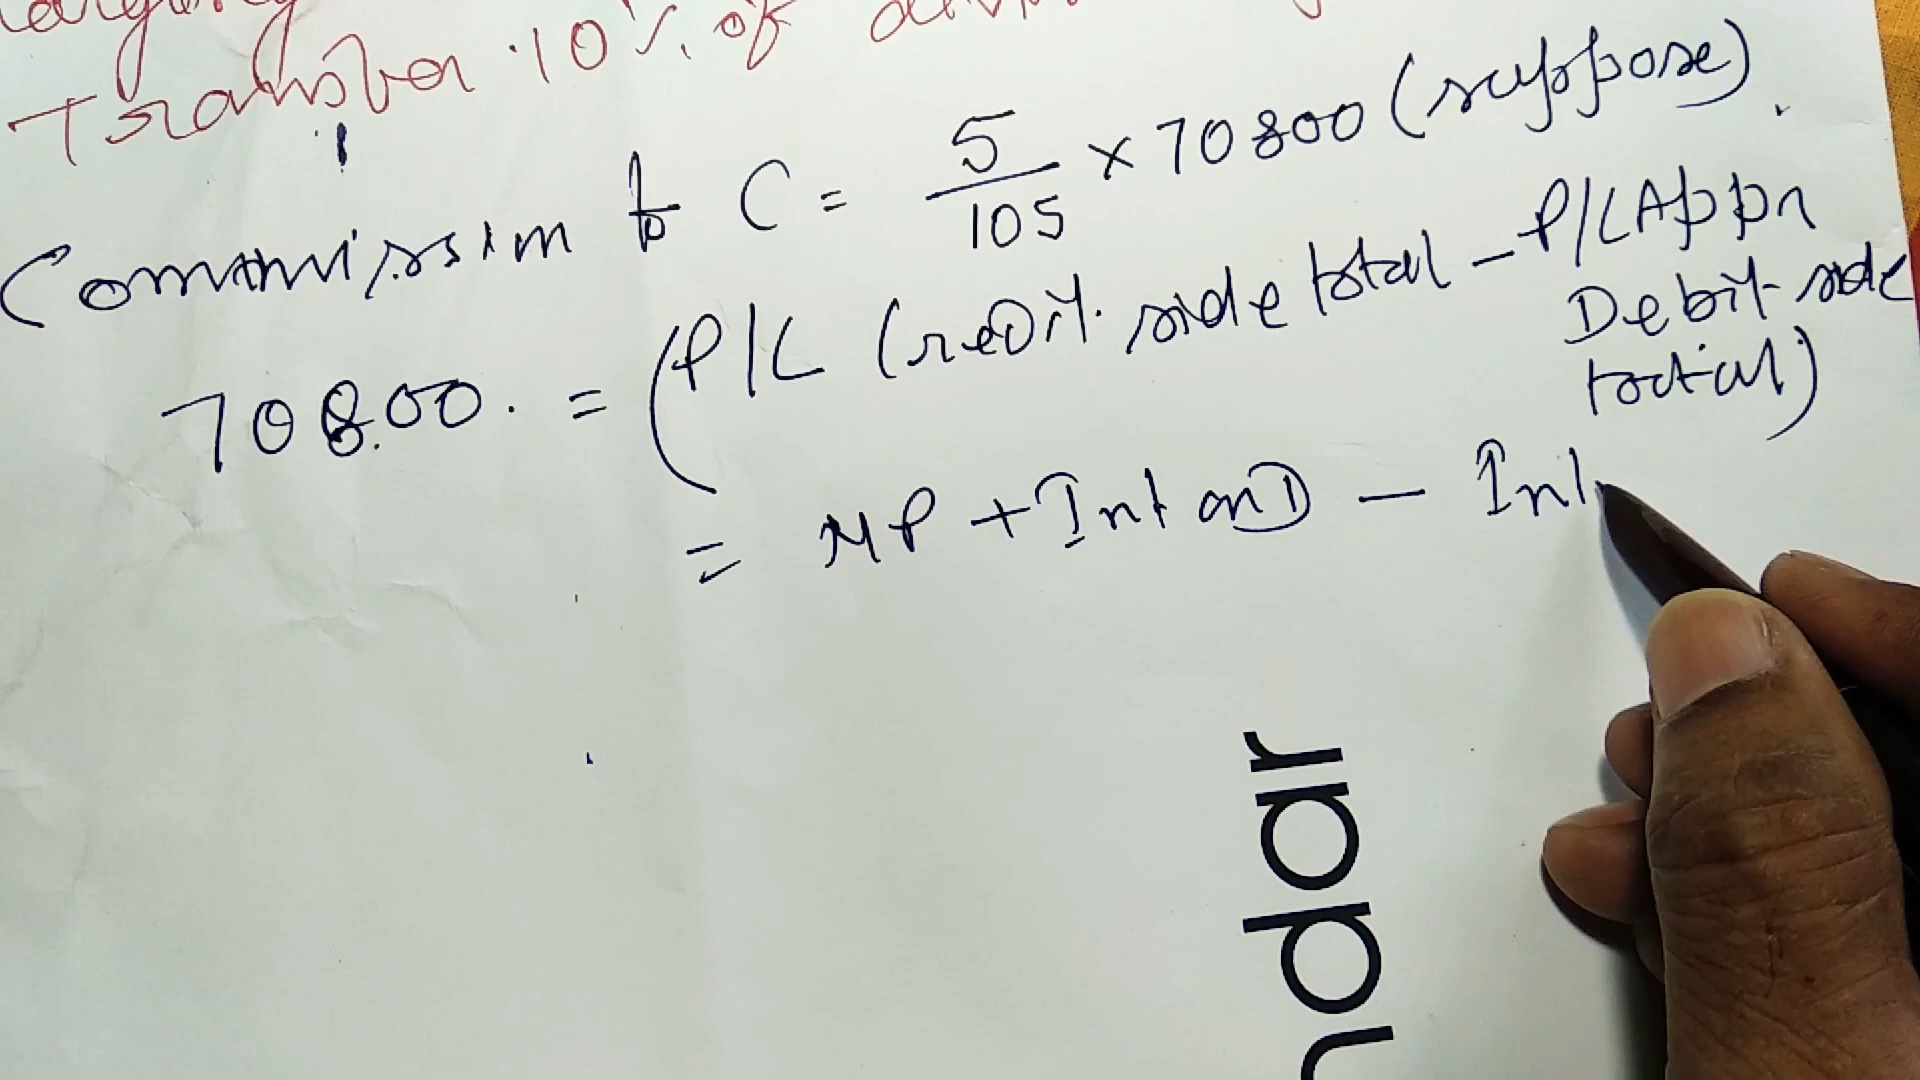 Transfer 10% of
Commission to C = 5/105 × 70800 (suppose)
70800 = (P/L Credit side total – P/L Appn
Debit side
total)
= NP + Int on D – Int
ndar